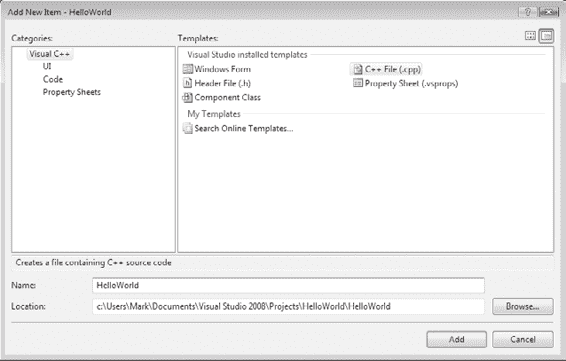 Add New Item - HelloWorld
Categories:
Templates:
Visual C++
UI
Code
Property Sheets
Visual Studio installed templates
Windows Form
C++ File (.cpp)
Header File (.h)
Property Sheet (.vsprops)
Component Class
My Templates
Search Online Templates...
Creates a file containing C++ source code
Name:
HelloWorld
Location:
c:\Users\Mark\Documents\Visual Studio 2008\Projects\HelloWorld\HelloWorld
Browse...
Add
Cancel